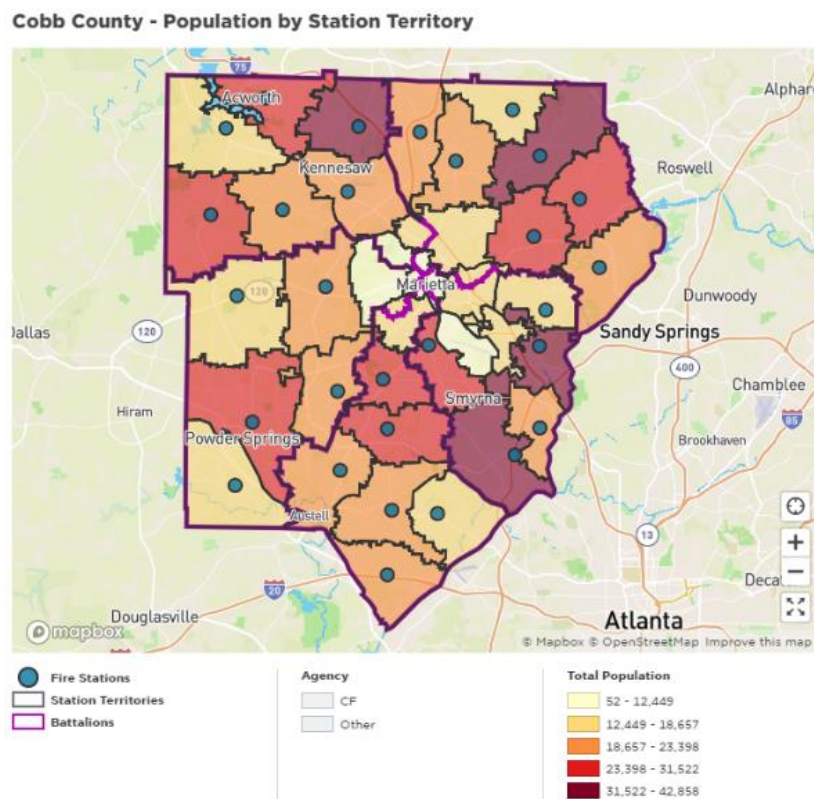 Cobb County - Population by Station Territory
75
Acworth
Alphar
Kennesaw
Roswell
Marietta
120
Dunwoody
Dallas
120
Sandy Springs
400
Chamblee
Hiram
Smyrna
85
Powder Springs
Brookhaven
Austell
13
20
Decat
Douglasville
Atlanta
mapbox
© Mapbox © OpenStreetMap Improve this map
Fire Stations
Station Territories
Battalions
Agency
CF
Other
Total Population
52 - 12,449
12,449 - 18,657
18,657 - 23,398
23,398 - 31,522
31,522 - 42,858